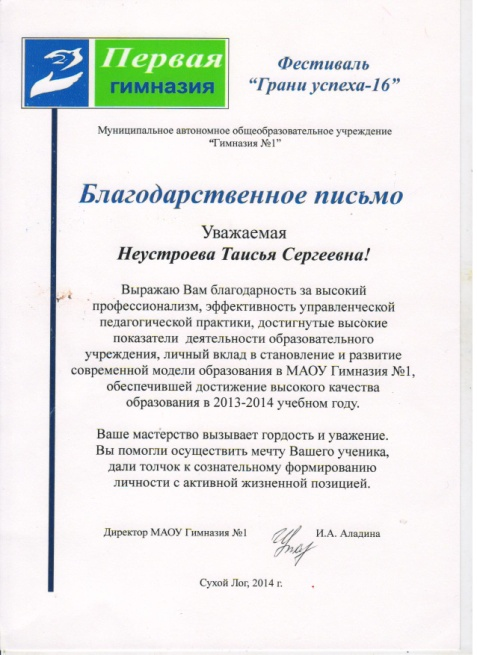 Первая
гимназия
Фестиваль
“Грани успеха-16”
Муниципальное автономное общеобразовательное учреждение
“Гимназия №1”
Благодарственное письмо
Уважаемая
Неустроева Таисья Сергеевна!
Выражаю Вам благодарность за высокий
профессионализм, эффективность управленческой
педагогической практики, достигнутые высокие
показатели деятельности образовательного
учреждения, личный вклад в становление и развитие
современной модели образования в МАОУ Гимназия №1,
обеспечившей достижение высокого качества
образования в 2013-2014 учебном году.
Ваше мастерство вызывает гордость и уважение.
Вы помогли осуществить мечту Вашего ученика,
дали толчок к сознательному формированию
личности с активной жизненной позицией.
Директор МАОУ Гимназия №1 И.А. Аладина
Сухой Лог, 2014 г.